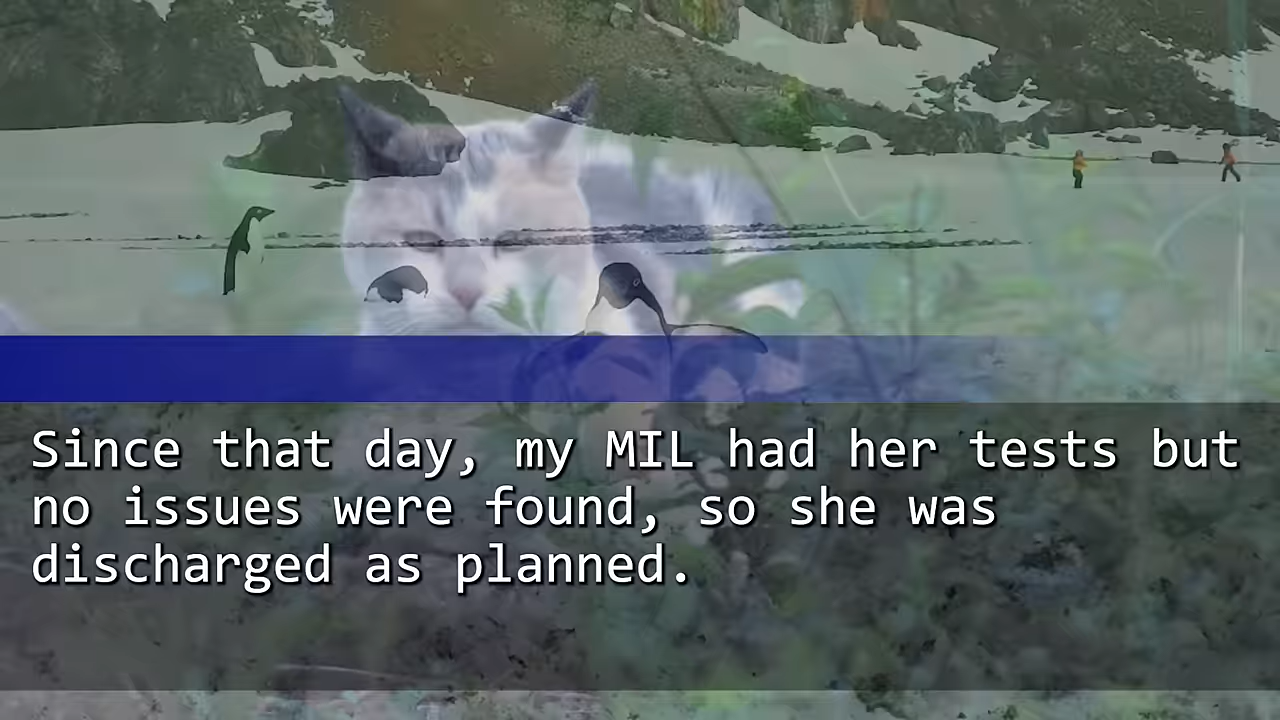 Since that day, my MIL had her tests but
no issues were found, so she was
discharged as planned.